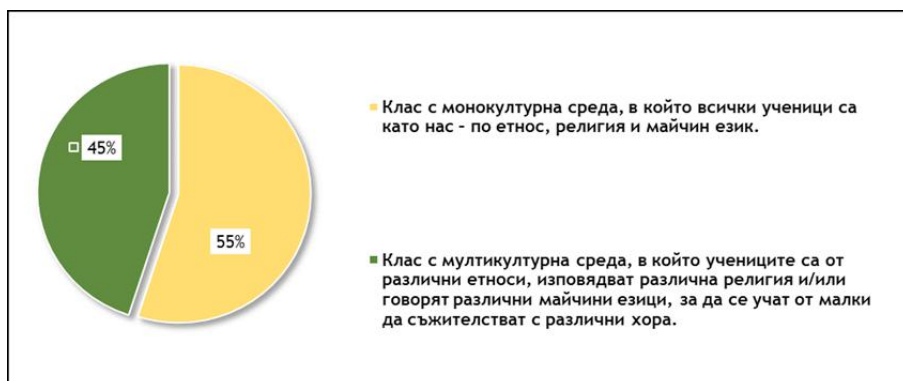 45%
55%
Клас с монокултурна среда, в който всички ученици са
като нас - по етнос, религия и майчин език.
Клас с мултикултурна среда, в който учениците са от
различни етноси, изповядват различна религия и/или
говорят различни майчини езици, за да се учат от малки
да съжителстват с различни хора.